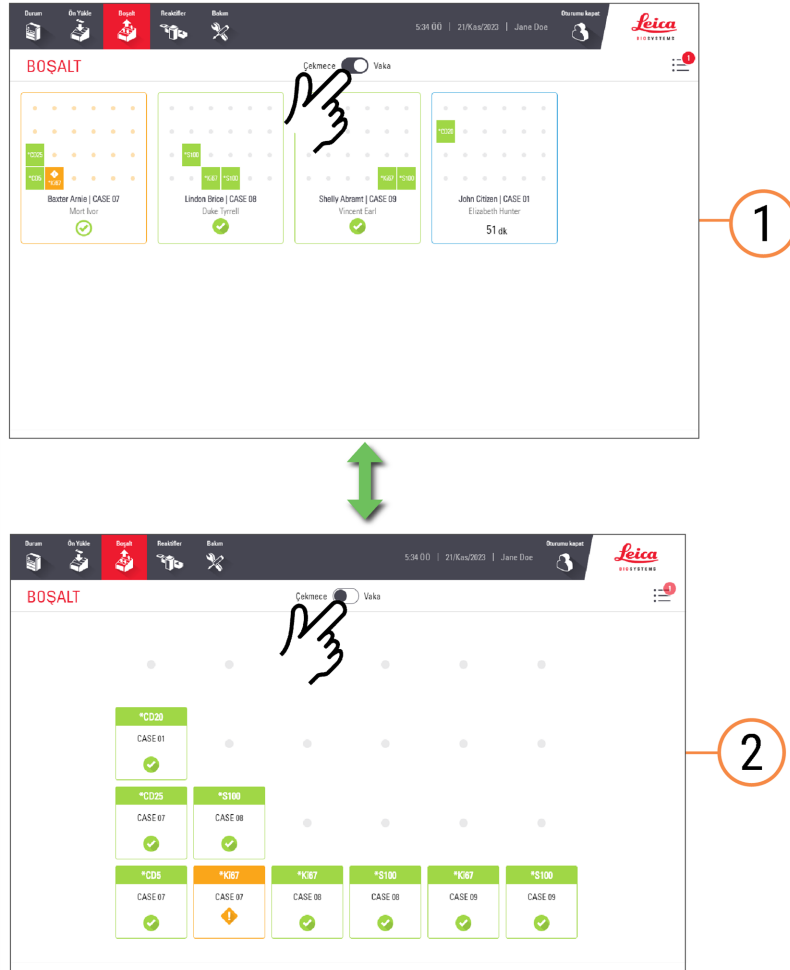 Durum Ön Yükle Boşalt Reaktifler Bakım 5:34 ÖÖ | 21/Kas/2023 | Jane Doe Oturumu kapat Leica BIOSYSTEMS
BOŞALT Çekmece Vaka 1
*CD25 *S100 *CD20
*CD5 *KI67 *KI67 *S100 *KI67 *S100
Baxter Arnie | CASE 07 Lindon Brice | CASE 08 Shelly Abramt | CASE 09 John Citizen | CASE 01
Mort Ivor Duke Tyrrell Vincent Earl Elizabeth Hunter
51 dk
1
Durum Ön Yükle Boşalt Reaktifler Bakım 5:34 ÖÖ | 21/Kas/2023 | Jane Doe Oturumu kapat Leica BIOSYSTEMS
BOŞALT Çekmece Vaka 1
*CD20
CASE 01
*CD25 *S100
CASE 07 CASE 08
*CD5 *KI67 *KI67 *S100 *KI67 *S100
CASE 07 CASE 07 CASE 08 CASE 08 CASE 09 CASE 09
2